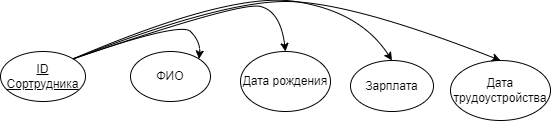 ID
Сортрудника
ФИО
Дата рождения
Зарплата
Дата
трудоустройства